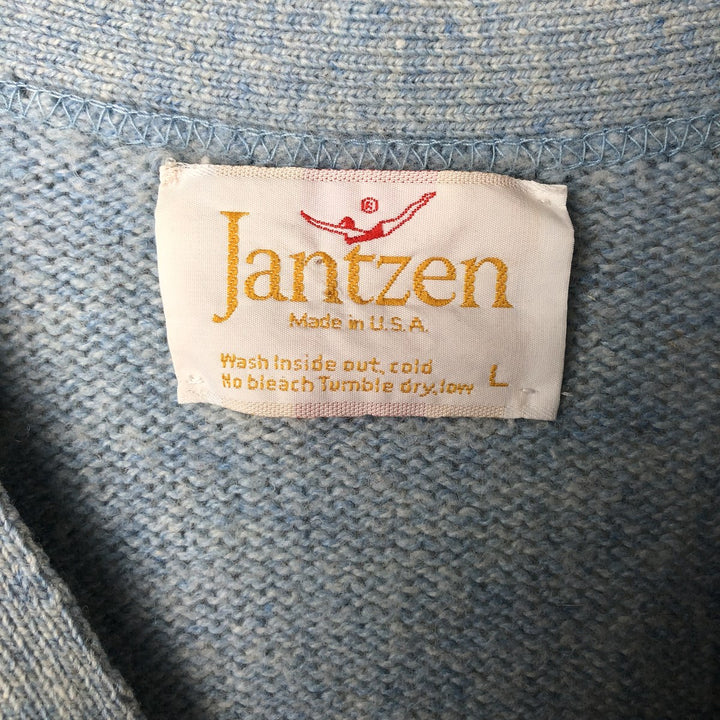 ®
Jantzen
Made in U.S.A.
Wash Inside out, cold
No bleach Tumble dry, low L